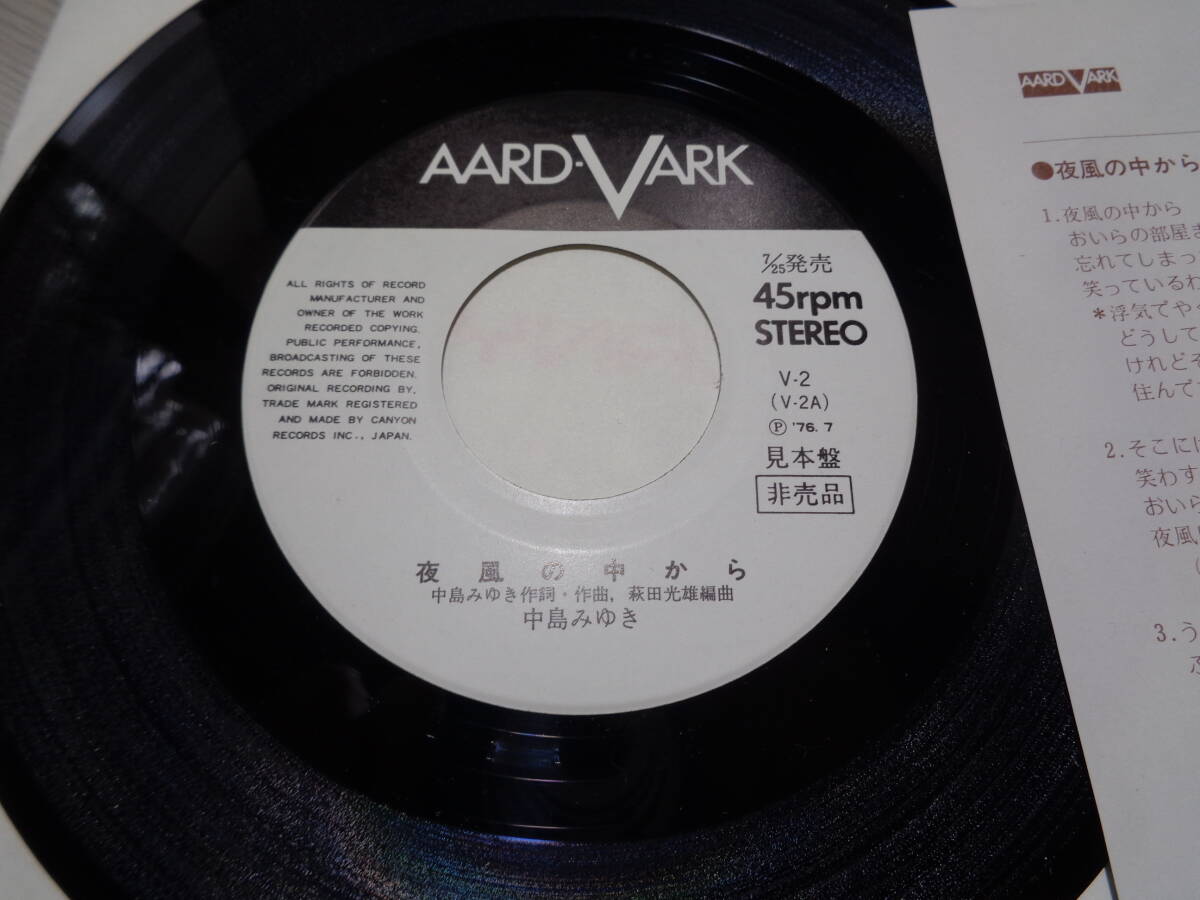 AARD-VARK
ALL RIGHTS OF RECORD
MANUFACTURER AND
OWNER OF THE WORK
RECORDED COPYING.
PUBLIC PERFORMANCE,
BROADCASTING OF THESE
RECORDS ARE FORBIDDEN.
ORIGINAL RECORDING BY,
TRADE MARK REGISTERED
AND MADE BY CANYON
RECORDS INC., JAPAN.
7/25発売
45rpm
STEREO
V-2
(V-2A)
Ⓟ '76. 7
見本盤
非売品
夜風の中から
中島みゆき作詞・作曲, 萩田光雄編曲
中島みゆき
AARD VARK
●夜風の中から
1.夜風の中から
おいらの部屋ま
忘れてしまっ
笑っているわ
*浮気でや
どうして
けれどそ
住んで
2.そこには
笑わす
おいら
夜風
(
3.う